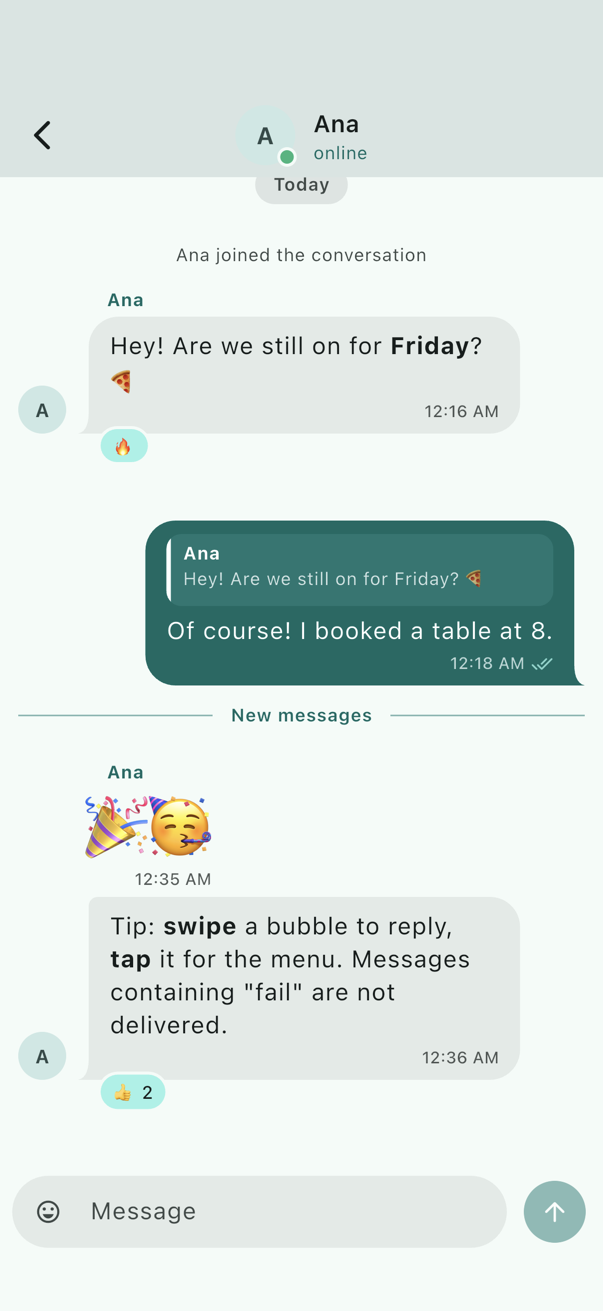 A
Ana
online
Today
Ana joined the conversation
Ana
Hey! Are we still on for Friday?
🍕
12:16 AM
A
🔥
Ana
Hey! Are we still on for Friday? 🍕
Of course! I booked a table at 8.
12:18 AM
New messages
Ana
🎉🥳
12:35 AM
Tip: swipe a bubble to reply,
tap it for the menu. Messages
containing "fail" are not
delivered.
12:36 AM
A
👍 2
Message